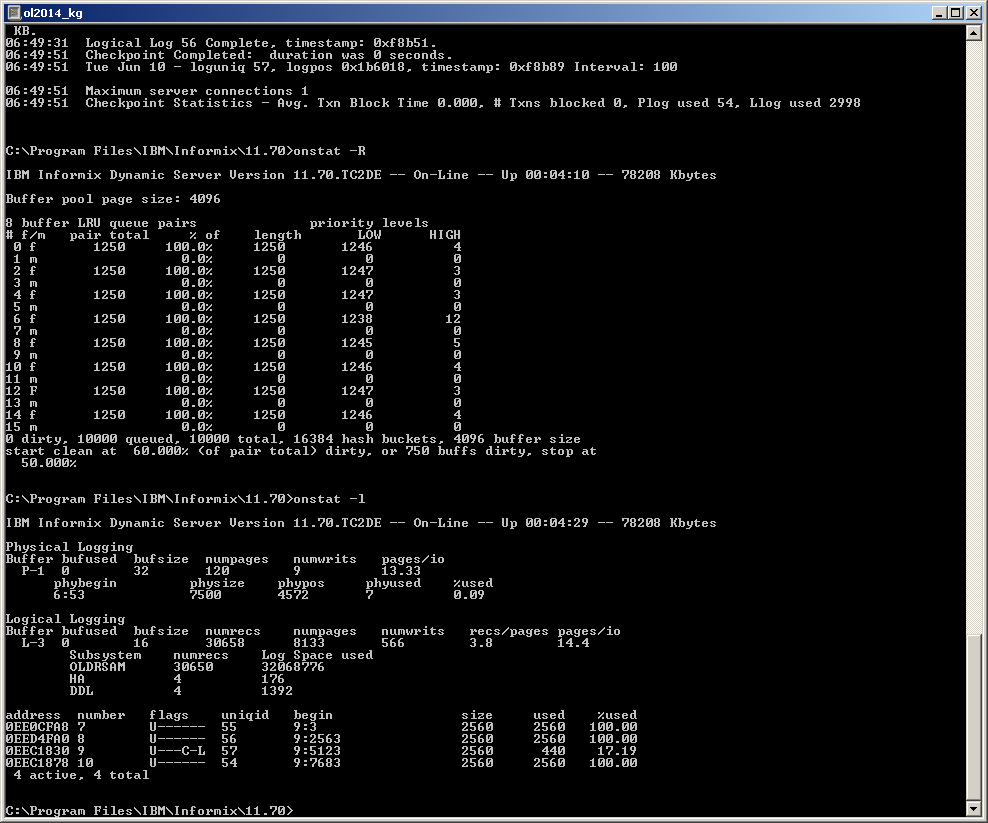 ol2014_kg
KB.
06:49:31  Logical Log 56 Complete, timestamp: 0xf8b51.
06:49:51  Checkpoint Completed:  duration was 0 seconds.
06:49:51  Tue Jun 10 - loguniq 57, logpos 0x1b6018, timestamp: 0xf8b89 Interval: 100
06:49:51  Maximum server connections 1
06:49:51  Checkpoint Statistics - Avg. Txn Block Time 0.000, # Txns blocked 0, Plog used 54, Llog used 2998
C:\Program Files\IBM\Informix\11.70>onstat -R
IBM Informix Dynamic Server Version 11.70.TC2DE -- On-Line -- Up 00:04:10 -- 78208 Kbytes
Buffer pool page size: 4096
8 buffer LRU queue pairs              priority levels
# f/m   pair total     % of    length       LOW      HIGH
0 f       1250     100.0%     1250       1246         4
1 m                  0.0%        0          0         0
2 f       1250     100.0%     1250       1247         3
3 m                  0.0%        0          0         0
4 f       1250     100.0%     1250       1247         3
5 m                  0.0%        0          0         0
6 f       1250     100.0%     1250       1238        12
7 m                  0.0%        0          0         0
8 f       1250     100.0%     1250       1245         5
9 m                  0.0%        0          0         0
10 f       1250     100.0%     1250       1246         4
11 m                  0.0%        0          0         0
12 F       1250     100.0%     1250       1247         3
13 m                  0.0%        0          0         0
14 f       1250     100.0%     1250       1246         4
15 m                  0.0%        0          0         0
0 dirty, 10000 queued, 10000 total, 16384 hash buckets, 4096 buffer size
start clean at  60.000% (of pair total) dirty, or 750 buffs dirty, stop at
50.000%
C:\Program Files\IBM\Informix\11.70>onstat -l
IBM Informix Dynamic Server Version 11.70.TC2DE -- On-Line -- Up 00:04:29 -- 78208 Kbytes
Physical Logging
Buffer bufused  bufsize  numpages   numwrits   pages/io
P-1  0        32       120        9          13.33
phybegin         physize    phypos     phyused    %used
6:53             7500       4572       7          0.09
Logical Logging
Buffer bufused  bufsize  numrecs    numpages   numwrits   recs/pages pages/io
L-3  0        16       30658      8133       566        3.8        14.4
Subsystem    numrecs    Log Space used
OLDRSAM      30650      32068776
HA           4          176
DDL          4          1392
address  number   flags    uniqid   begin                size     used    %used
0EE0CFA8 7        U------  55       9:3                  2560     2560   100.00
0EED4FA0 8        U------  56       9:2563               2560     2560   100.00
0EEC1830 9        U---C-L  57       9:5123               2560      440    17.19
0EEC1878 10       U------  54       9:7683               2560     2560   100.00
4 active, 4 total
C:\Program Files\IBM\Informix\11.70>